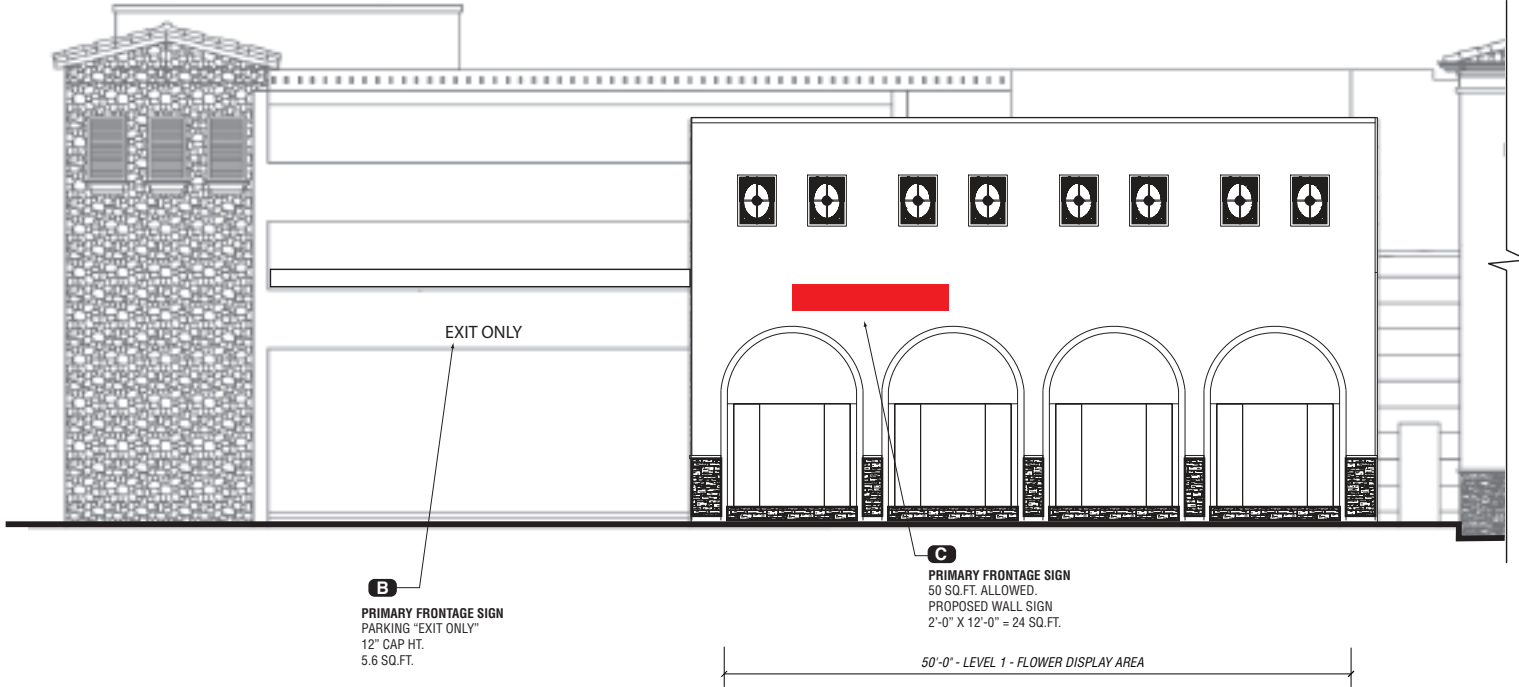 EXIT ONLY
B
PRIMARY FRONTAGE SIGN
PARKING “EXIT ONLY”
12” CAP HT.
5.6 SQ.FT.
C
PRIMARY FRONTAGE SIGN
50 SQ.FT. ALLOWED.
PROPOSED WALL SIGN
2’-0” X 12’-0” = 24 SQ.FT.
50'-0" - LEVEL 1 - FLOWER DISPLAY AREA